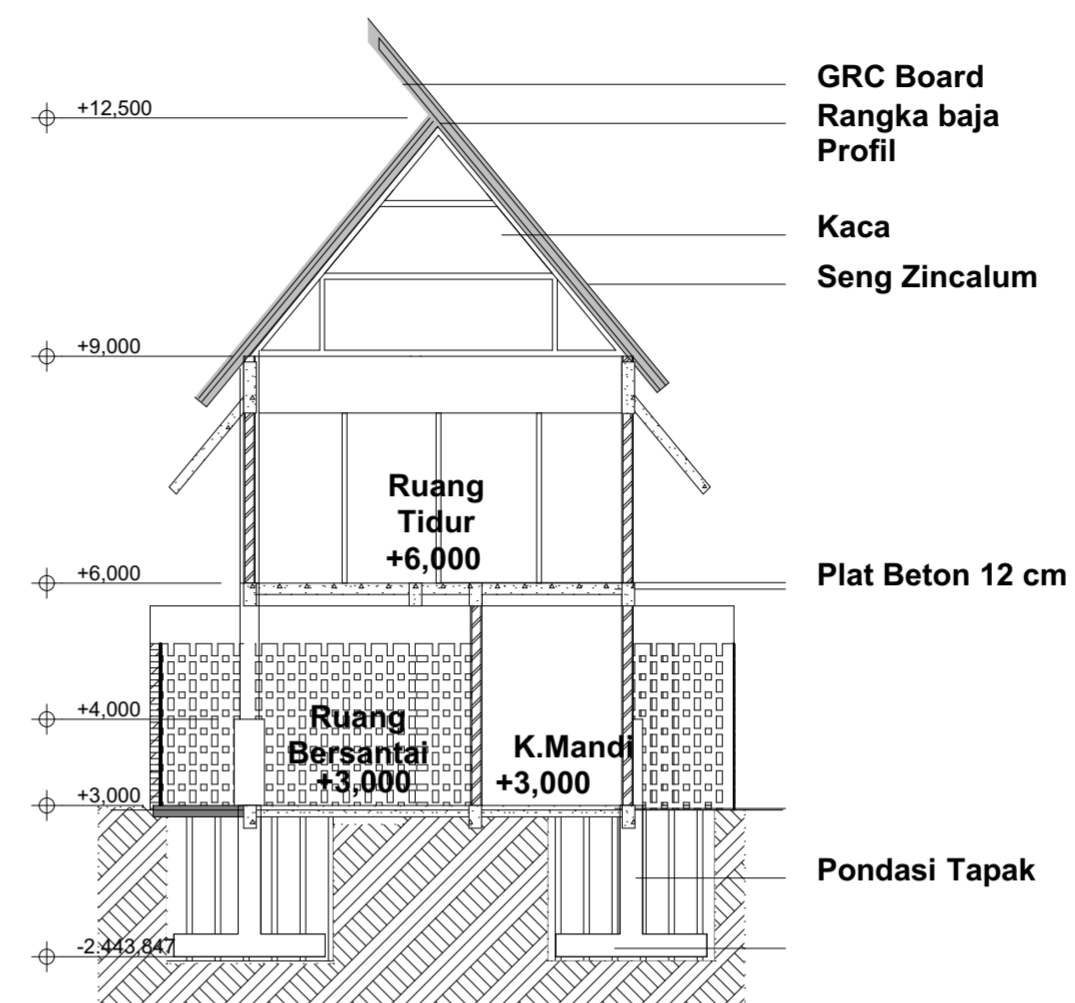 GRC Board
+12,500
Rangka baja
Profil
Kaca
Seng Zincalum
+9,000
Ruang
Tidur
+6,000
+6,000
Plat Beton 12 cm
+4,000
Ruang
Bersantai
+3,000
K.Mandi
+3,000
+3,000
Pondasi Tapak
-2.443,847